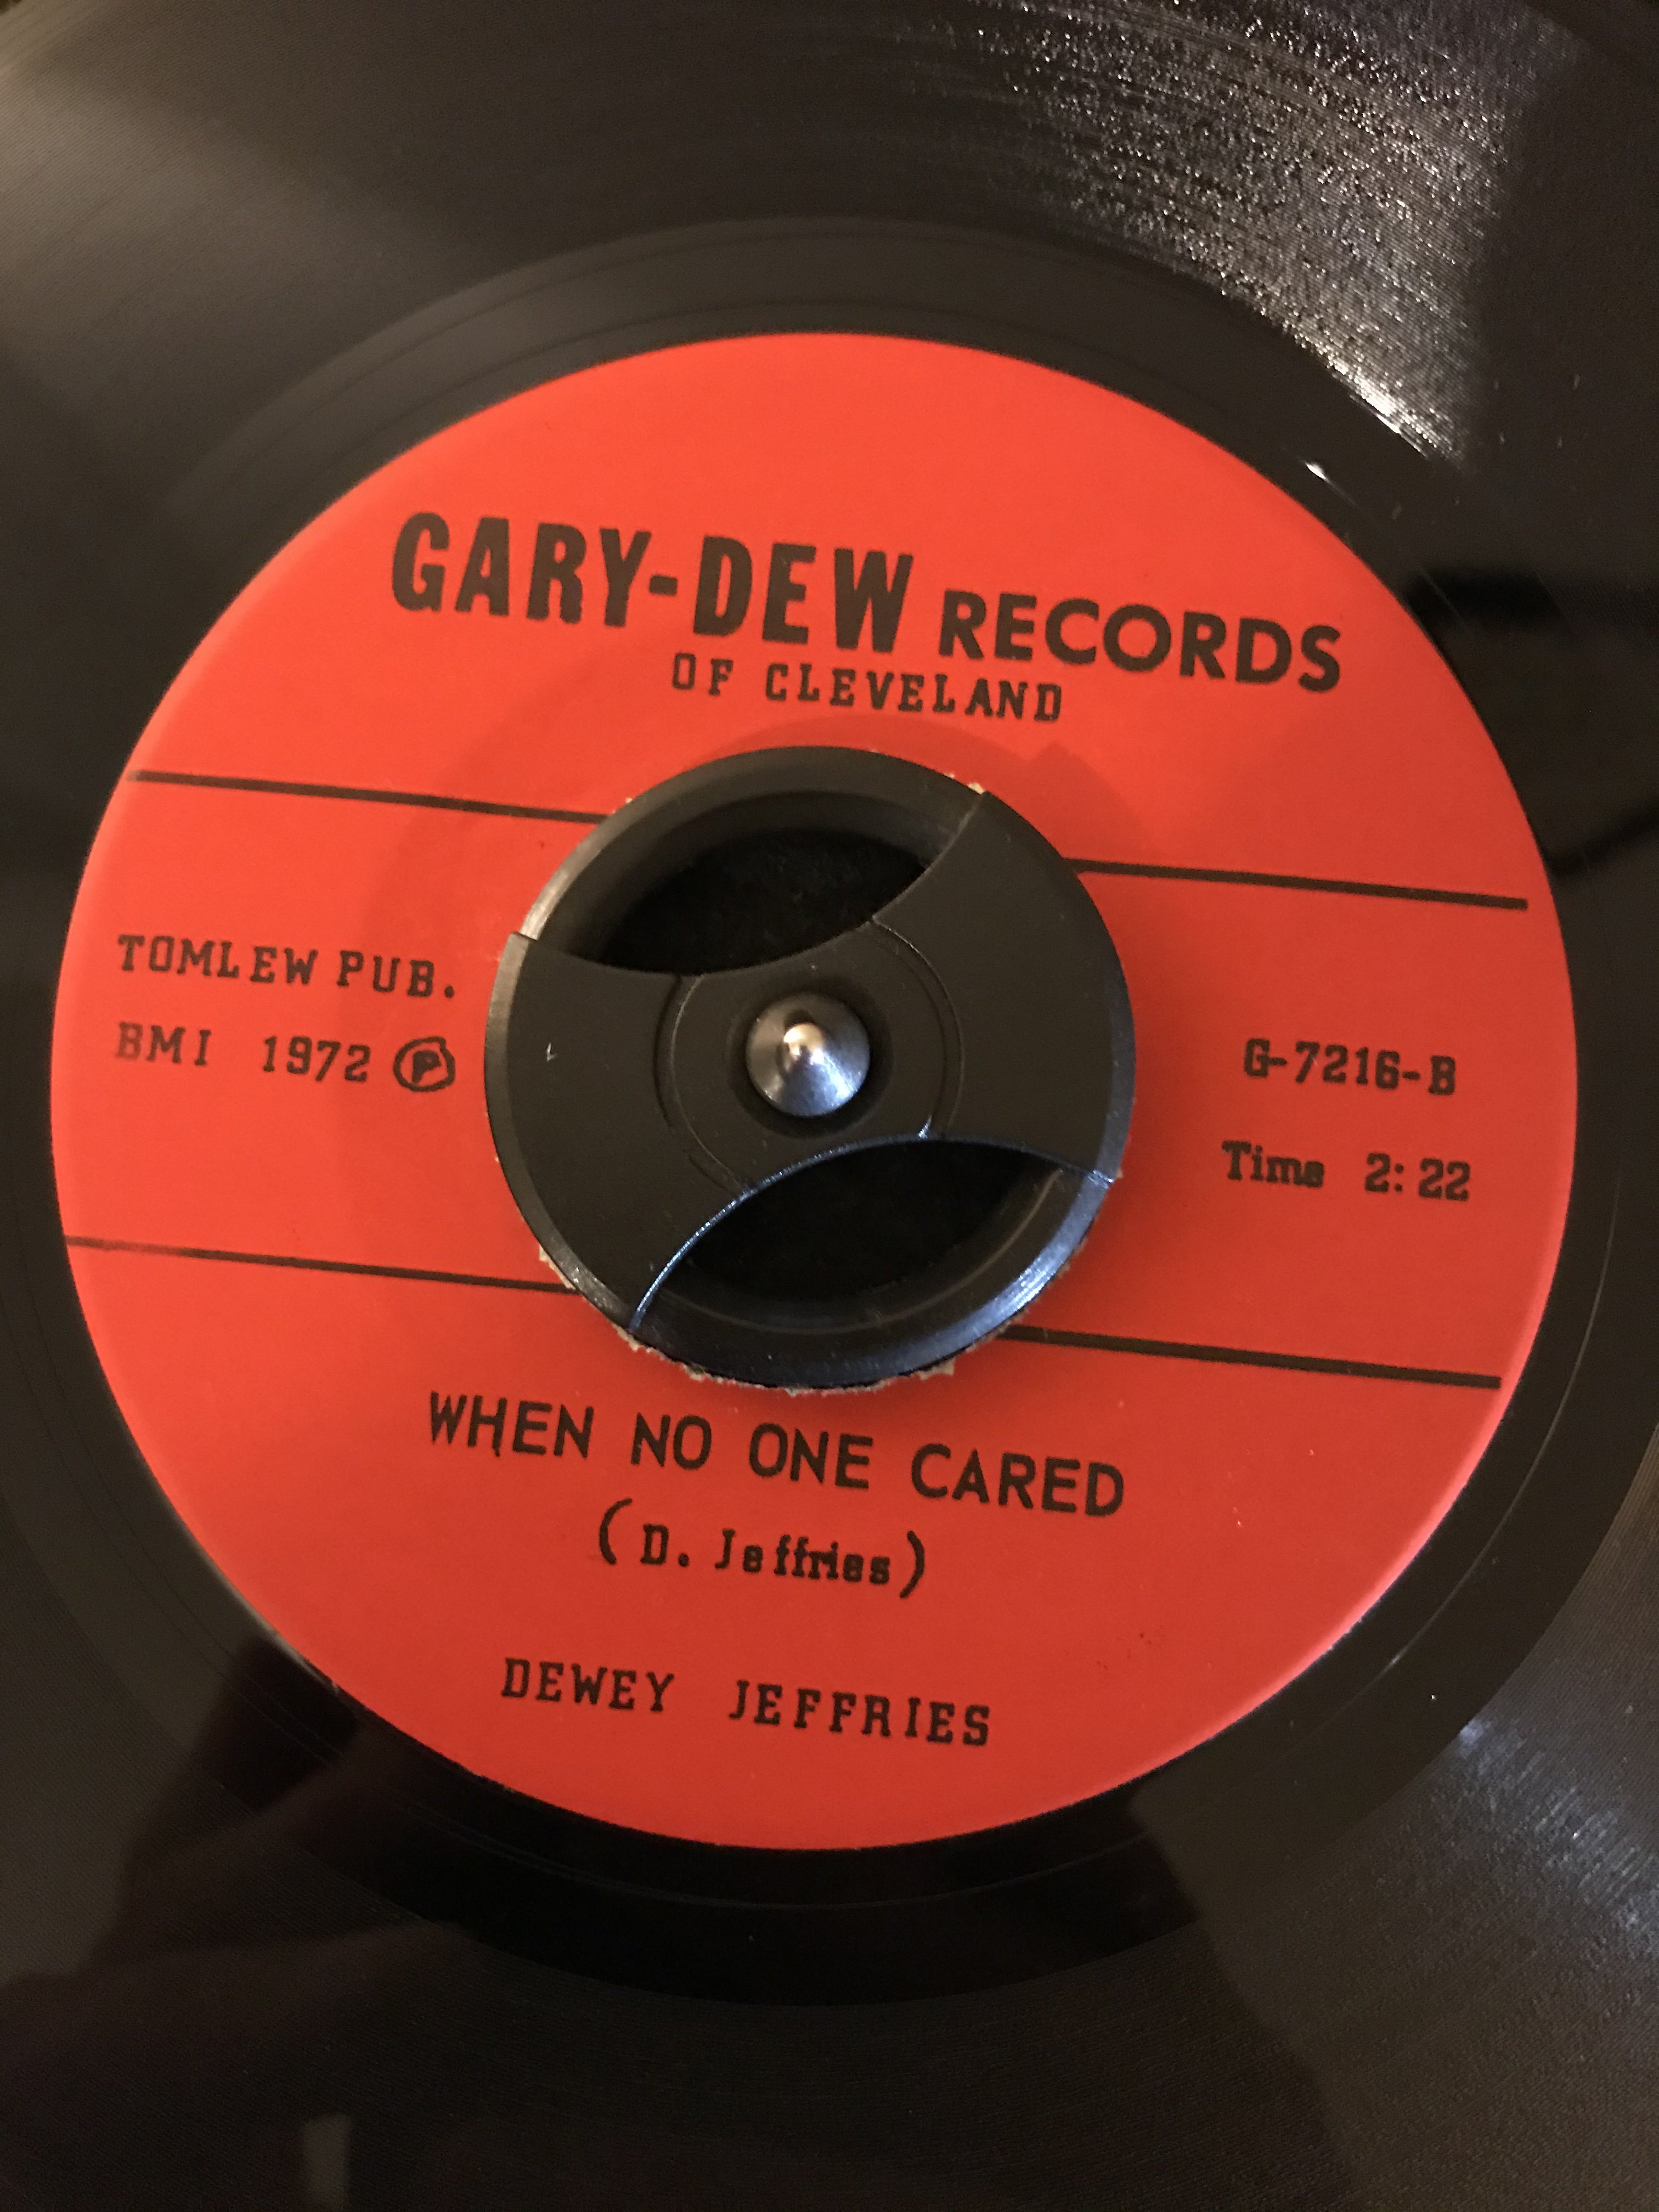 GARY-DEW RECORDS
OF CLEVELAND
TOMLEW PUB.
BMI 1972 Ⓟ
G-7216-B
Time 2:22
WHEN NO ONE CARED
(D. Jeffries)
DEWEY JEFFRIES